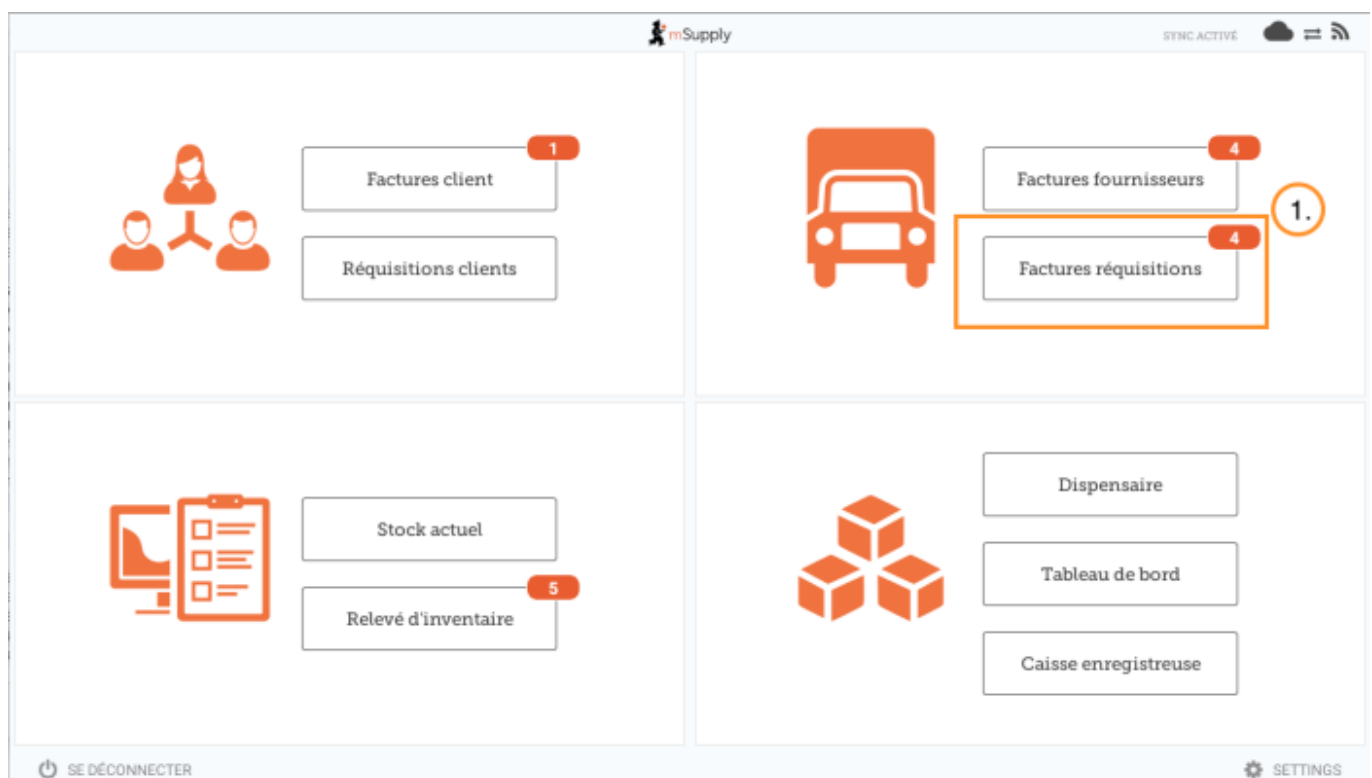 mSupply
SYNC ACTIVÉ
1
Factures client
Réquisitions clients
4
Factures fournisseurs
1.
4
Factures réquisitions
Stock actuel
5
Relevé d'inventaire
Dispensaire
Tableau de bord
Caisse enregistreuse
SE DÉCONNECTER
SETTINGS